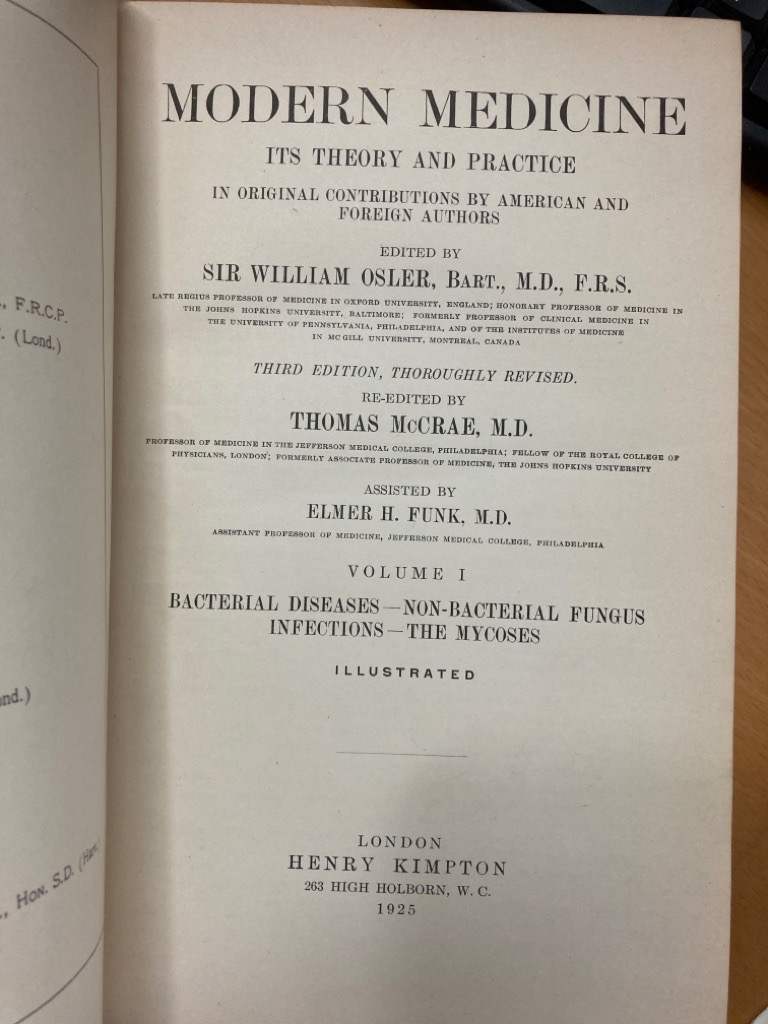 ., F.R.C.P.
. (Lond.)
ond.)
., HON. S.D. (Harv.)
MODERN MEDICINE
ITS THEORY AND PRACTICE
IN ORIGINAL CONTRIBUTIONS BY AMERICAN AND
FOREIGN AUTHORS
EDITED BY
SIR WILLIAM OSLER, BART., M.D., F.R.S.
LATE REGIUS PROFESSOR OF MEDICINE IN OXFORD UNIVERSITY, ENGLAND; HONORARY PROFESSOR OF MEDICINE IN
THE JOHNS HOPKINS UNIVERSITY, BALTIMORE; FORMERLY PROFESSOR OF CLINICAL MEDICINE IN
THE UNIVERSITY OF PENNSYLVANIA, PHILADELPHIA, AND OF THE INSTITUTES OF MEDICINE
IN MCGILL UNIVERSITY, MONTREAL, CANADA
THIRD EDITION, THOROUGHLY REVISED.
RE-EDITED BY
THOMAS McCRAE, M.D.
PROFESSOR OF MEDICINE IN THE JEFFERSON MEDICAL COLLEGE, PHILADELPHIA; FELLOW OF THE ROYAL COLLEGE OF
PHYSICIANS, LONDON; FORMERLY ASSOCIATE PROFESSOR OF MEDICINE, THE JOHNS HOPKINS UNIVERSITY
ASSISTED BY
ELMER H. FUNK, M.D.
ASSISTANT PROFESSOR OF MEDICINE, JEFFERSON MEDICAL COLLEGE, PHILADELPHIA
VOLUME I
BACTERIAL DISEASES—NON-BACTERIAL FUNGUS
INFECTIONS—THE MYCOSES
ILLUSTRATED
LONDON
HENRY KIMPTON
263 HIGH HOLBORN, W. C.
1925